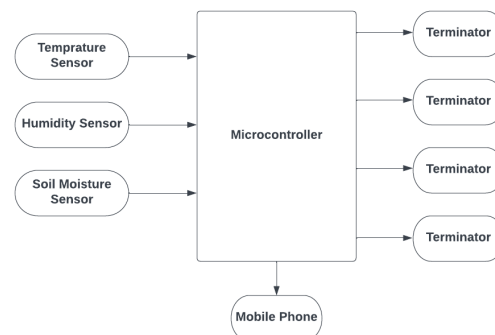 Temprature
Sensor
Humidity Sensor
Soil Moisture
Sensor
Microcontroller
Terminator
Terminator
Terminator
Terminator
Mobile Phone